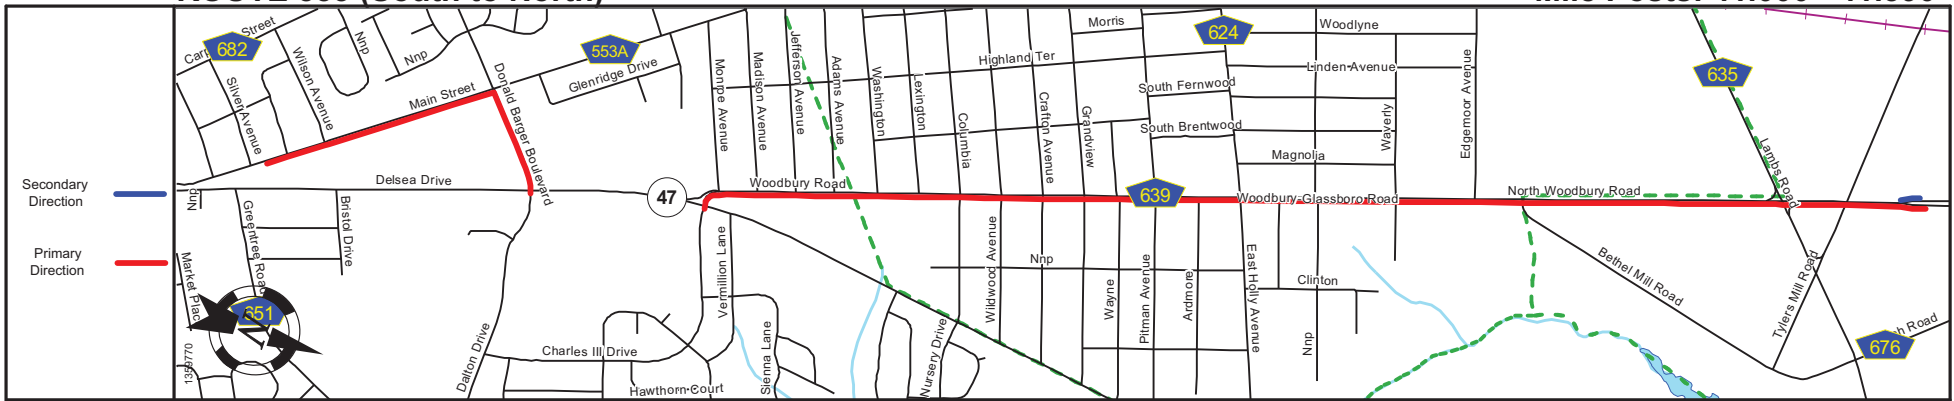 Secondary
Direction
Primary
Direction
Street
682
Wilson Avenue
Silver Avenue
Nnp
Nnp
Main Street
Donald Barger Boulevard
553A
Glenridge Drive
Monroe Avenue
Madison Avenue
Jefferson Avenue
Adams Avenue
Washington
Lexington
Columbia
Highland Ter
Crafton Avenue
Grandview
Morris
624
South Fernwood
South Brentwood
Woodlyne
Linden Avenue
Magnolia
Waverly
Edgemoor Avenue
635
Lambs Road
Nnp
Delsea Drive
47
Woodbury Road
639
Woodbury-Glassboro Road
North Woodbury Road
Greentree Road
Bristol Drive
651
N
1359770
Dalton Drive
Charles III Drive
Hawthorn Court
Vermillion Lane
Sienna Lane
Nursery Drive
Wildwood Avenue
Nnp
Wayne
Pitman Avenue
Ardmore
East Holly Avenue
Clinton
Nnp
Bethel Mill Road
Tylers Mill Road
676
Road